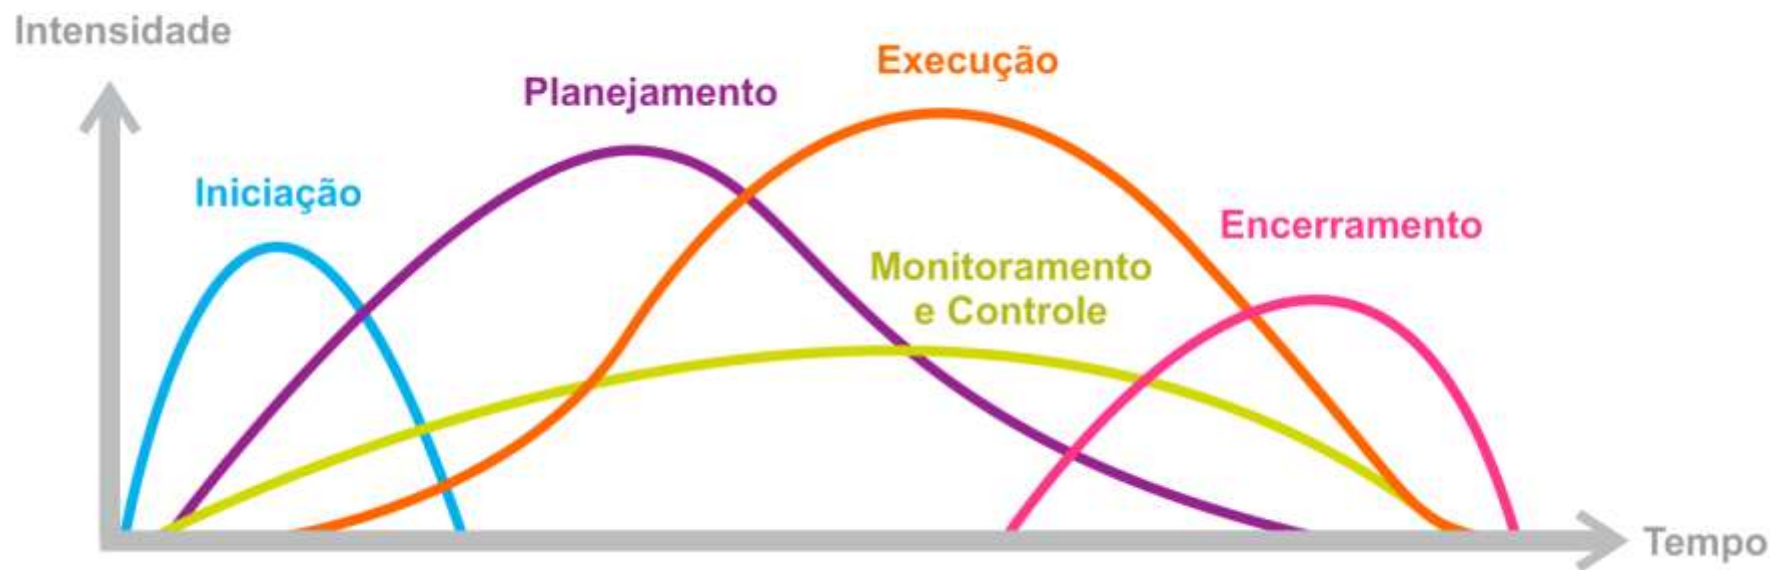 Intensidade
Execução
Planejamento
Iniciação
Encerramento
Monitoramento
e Controle
Tempo